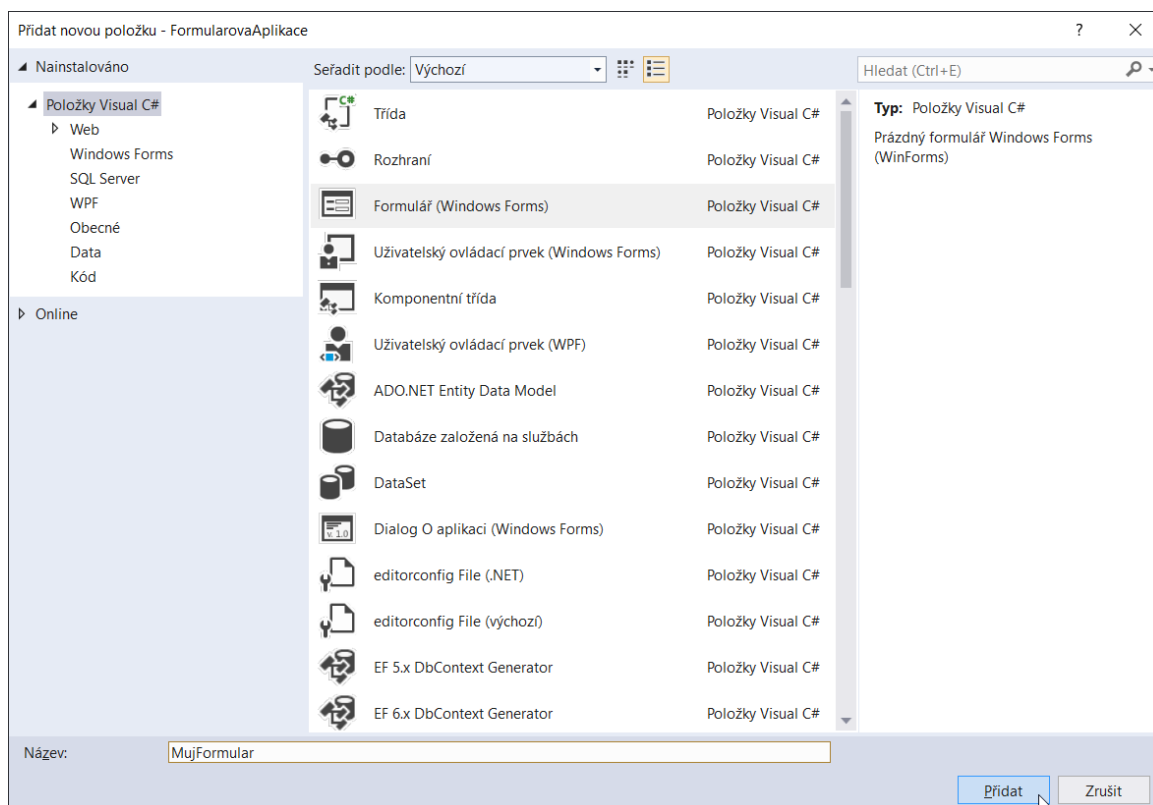 Přidat novou položku - FormularovaAplikace
?
Nainstalováno
Položky Visual C#
Web
Windows Forms
SQL Server
WPF
Obecné
Data
Kód
Online
Seřadit podle: Výchozí
C# Třída Položky Visual C#
Rozhraní Položky Visual C#
Formulář (Windows Forms) Položky Visual C#
Uživatelský ovládací prvek (Windows Forms) Položky Visual C#
Komponentní třída Položky Visual C#
Uživatelský ovládací prvek (WPF) Položky Visual C#
ADO.NET Entity Data Model Položky Visual C#
Databáze založená na službách Položky Visual C#
DataSet Položky Visual C#
v. 1.0 Dialog O aplikaci (Windows Forms) Položky Visual C#
editorconfig File (.NET) Položky Visual C#
editorconfig File (výchozí) Položky Visual C#
EF 5.x DbContext Generator Položky Visual C#
EF 6.x DbContext Generator Položky Visual C#
Hledat (Ctrl+E)
Typ: Položky Visual C#
Prázdný formulář Windows Forms
(WinForms)
Název: MujFormular
Přidat Zrušit